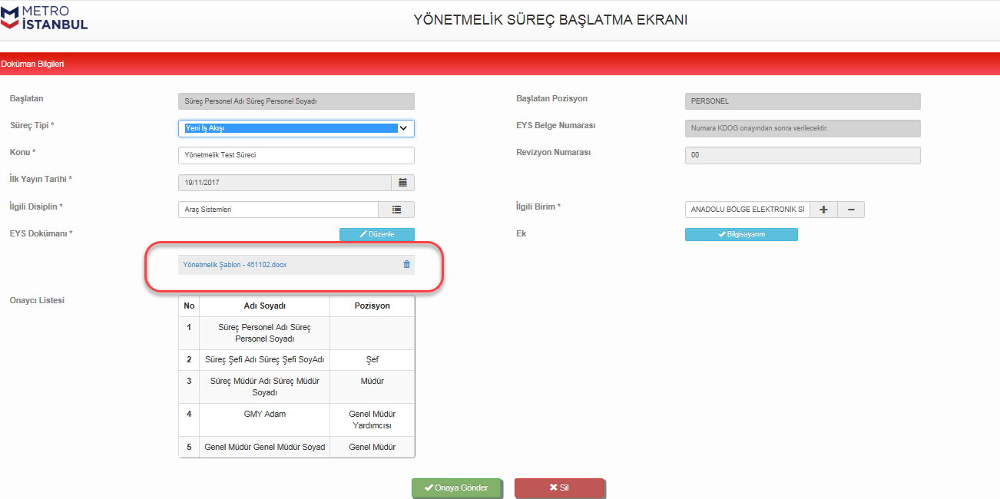 METRO
İSTANBUL
YÖNETMELİK SÜREÇ BAŞLATMA EKRANI
Doküman Bilgileri
Başlatan
Süreç Personel Adı Süreç Personel Soyadı
Başlatan Pozisyon
PERSONEL
Süreç Tipi *
Yeni İş Akışı
EYS Belge Numarası
Numara KDOG onayından sonra verilecektir.
Konu *
Yönetmelik Test Süreci
Revizyon Numarası
00
İlk Yayın Tarihi *
19/11/2017
İlgili Disiplin *
Araç Sistemleri
İlgili Birim *
ANADOLU BÖLGE ELEKTRONİK Sİ
EYS Dokümanı *
Düzenle
Ek
Bilgisayarım
Yönetmelik Şablon - 451102.docx
Onaycı Listesi
No Adı Soyadı Pozisyon
1 Süreç Personel Adı Süreç
Personel Soyadı
2 Süreç Şefi Adı Süreç Şefi SoyAdı Şef
3 Süreç Müdür Adı Süreç Müdür Müdür
Soyadı
4 GMY Adam Genel Müdür
Yardımcısı
5 Genel Müdür Genel Müdür Soyad Genel Müdür
Onaya Gönder
Sil